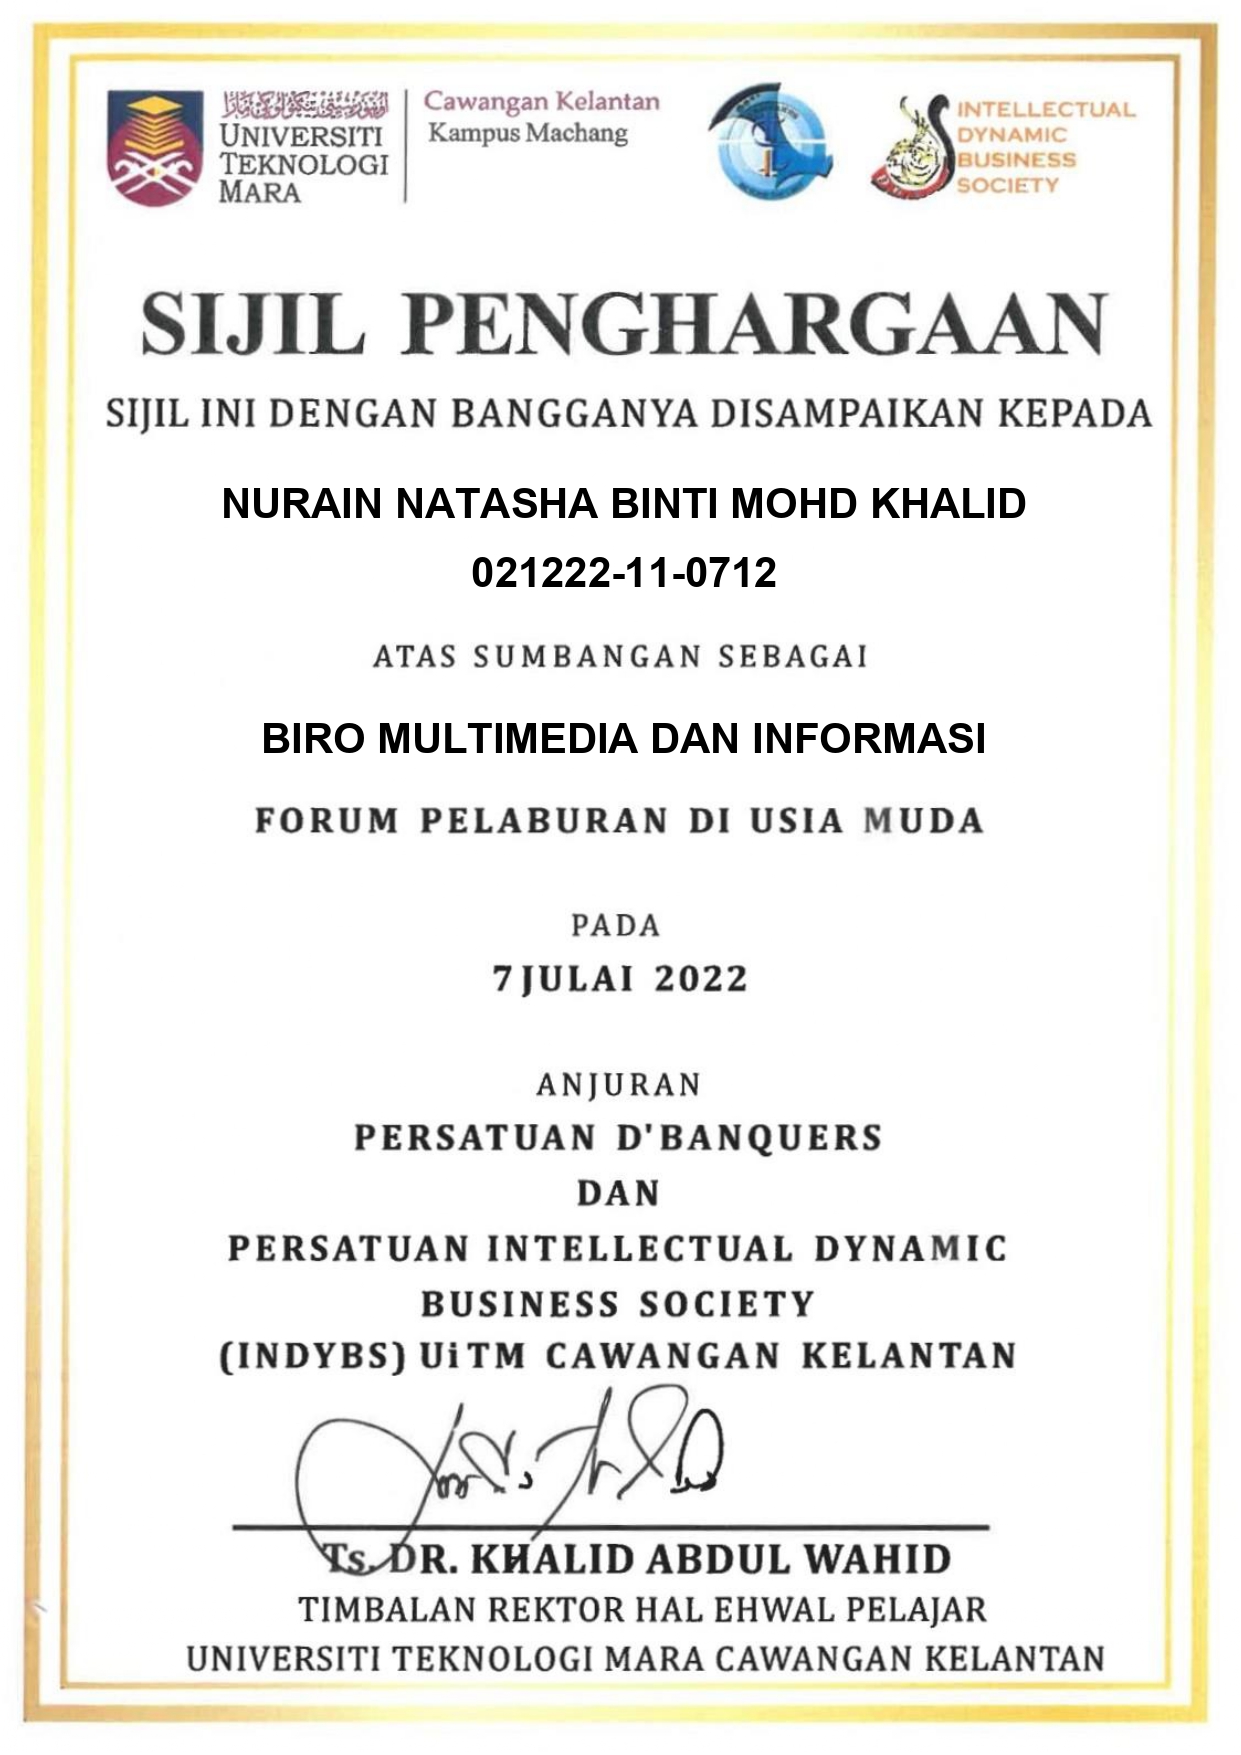 UNIVERSITI
TEKNOLOGI
MARA
Cawangan Kelantan
Kampus Machang
INTELLECTUAL
DYNAMIC
BUSINESS
SOCIETY
SIJIL PENGHARGAAN
SIJIL INI DENGAN BANGGANYA DISAMPAIKAN KEPADA
NURAIN NATASHA BINTI MOHD KHALID
021222-11-0712
ATAS SUMBANGAN SEBAGAI
BIRO MULTIMEDIA DAN INFORMASI
FORUM PELABURAN DI USIA MUDA
PADA
7 JULAI 2022
ANJURAN
PERSATUAN D'BANQUERS
DAN
PERSATUAN INTELLECTUAL DYNAMIC
BUSINESS SOCIETY
(INDYBS) UiTM CAWANGAN KELANTAN
Ts. DR. KHALID ABDUL WAHID
TIMBALAN REKTOR HAL EHWAL PELAJAR
UNIVERSITI TEKNOLOGI MARA CAWANGAN KELANTAN